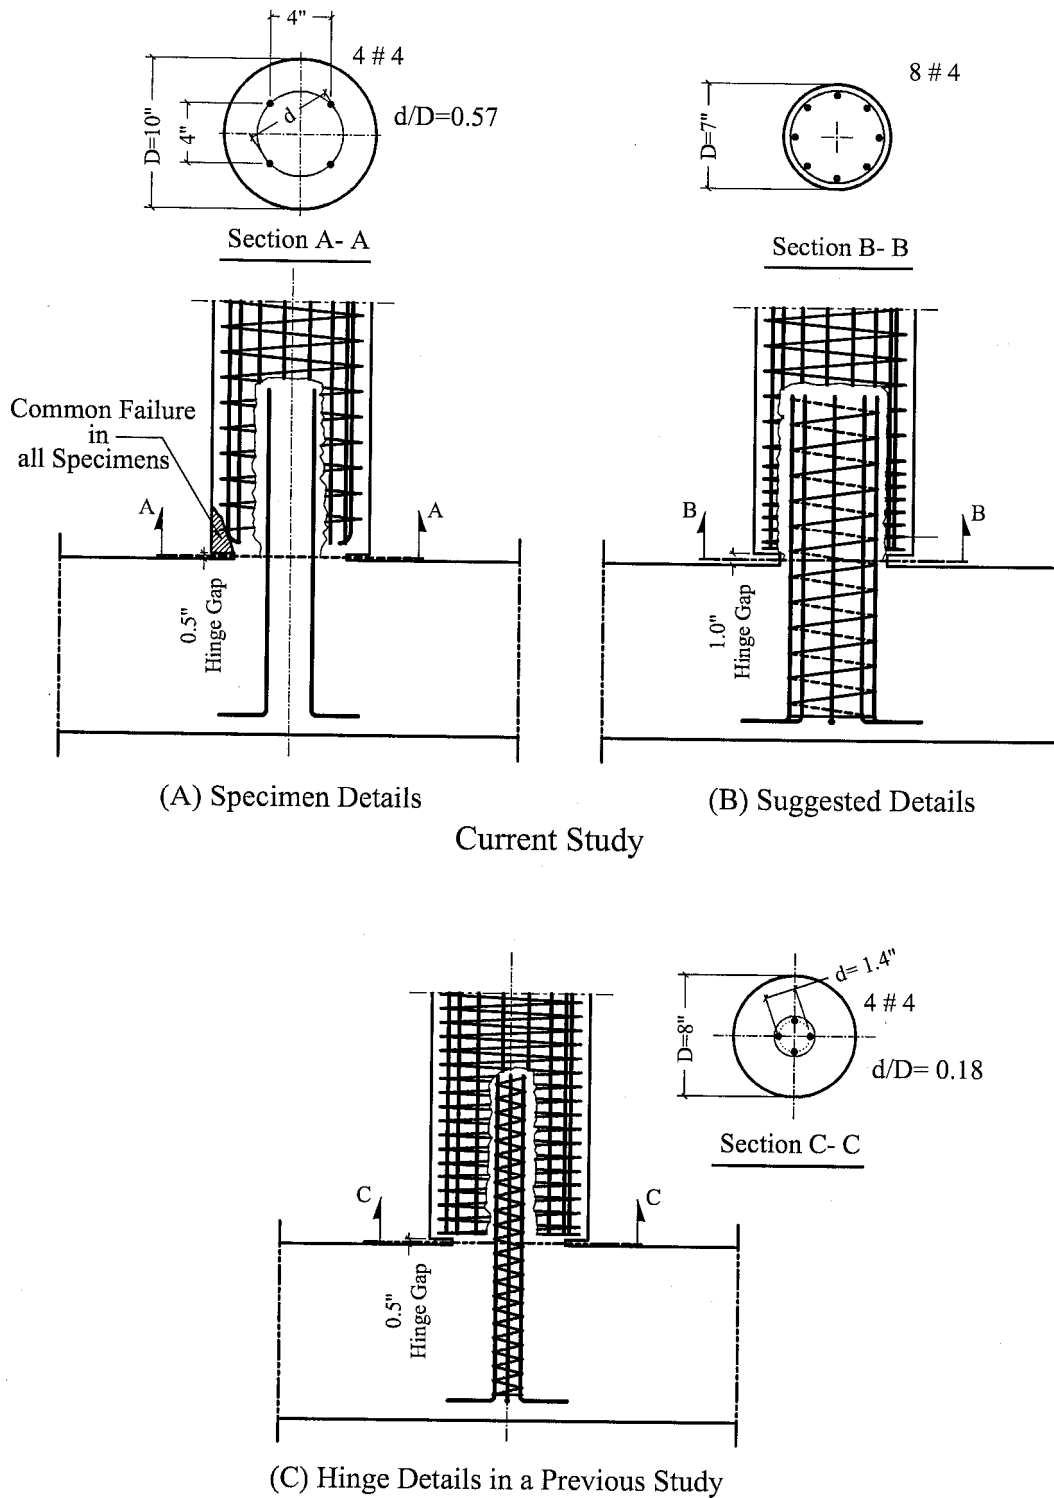 4"
4 # 4
D=10"
4"
d
d/D=0.57
Section A- A
8 # 4
D=7"
Section B- B
Common Failure
in
all Specimens
A
A
0.5"
Hinge Gap
B
B
1.0"
Hinge Gap
(A) Specimen Details
(B) Suggested Details
Current Study
d= 1.4"
D=8"
4 # 4
d/D= 0.18
Section C- C
C
C
0.5"
Hinge Gap
(C) Hinge Details in a Previous Study